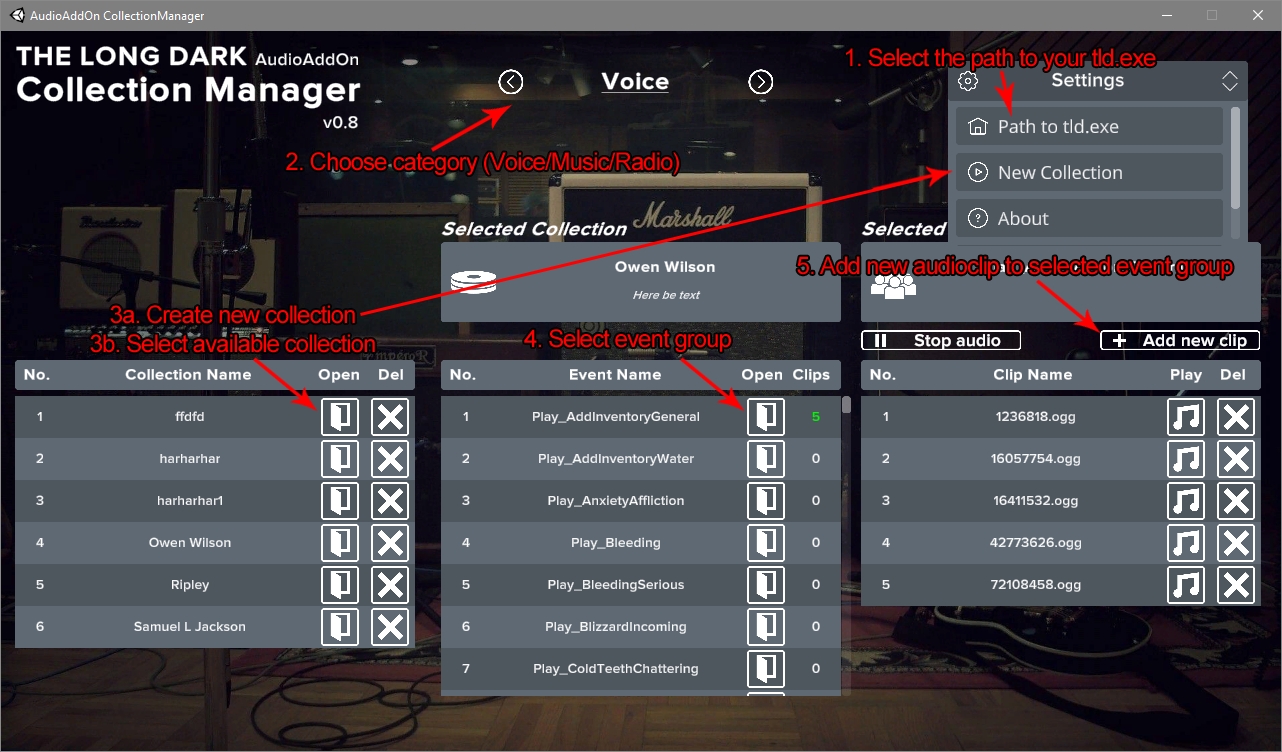 AudioAddOn CollectionManager
THE LONG DARK AudioAddOn
Collection Manager
v0.8
Voice
1. Select the path to your tld.exe
Settings
Path to tld.exe
New Collection
About
2. Choose category (Voice/Music/Radio)
Marshall
Selected Collection
Owen Wilson
Here be text
Selected
5. Add new audioclip to selected event group
3a. Create new collection
3b. Select available collection
4. Select event group
Stop audio
Add new clip
No. Collection Name Open Del
1 ffdfd
2 harharhar
3 harharhar1
4 Owen Wilson
5 Ripley
6 Samuel L Jackson
No. Event Name Open Clips
1 Play_AddInventoryGeneral 5
2 Play_AddInventoryWater 0
3 Play_AnxietyAffliction 0
4 Play_Bleeding 0
5 Play_BleedingSerious 0
6 Play_BlizzardIncoming 0
7 Play_ColdTeethChattering 0
No. Clip Name Play Del
1 1236818.ogg
2 16057754.ogg
3 16411532.ogg
4 42773626.ogg
5 72108458.ogg